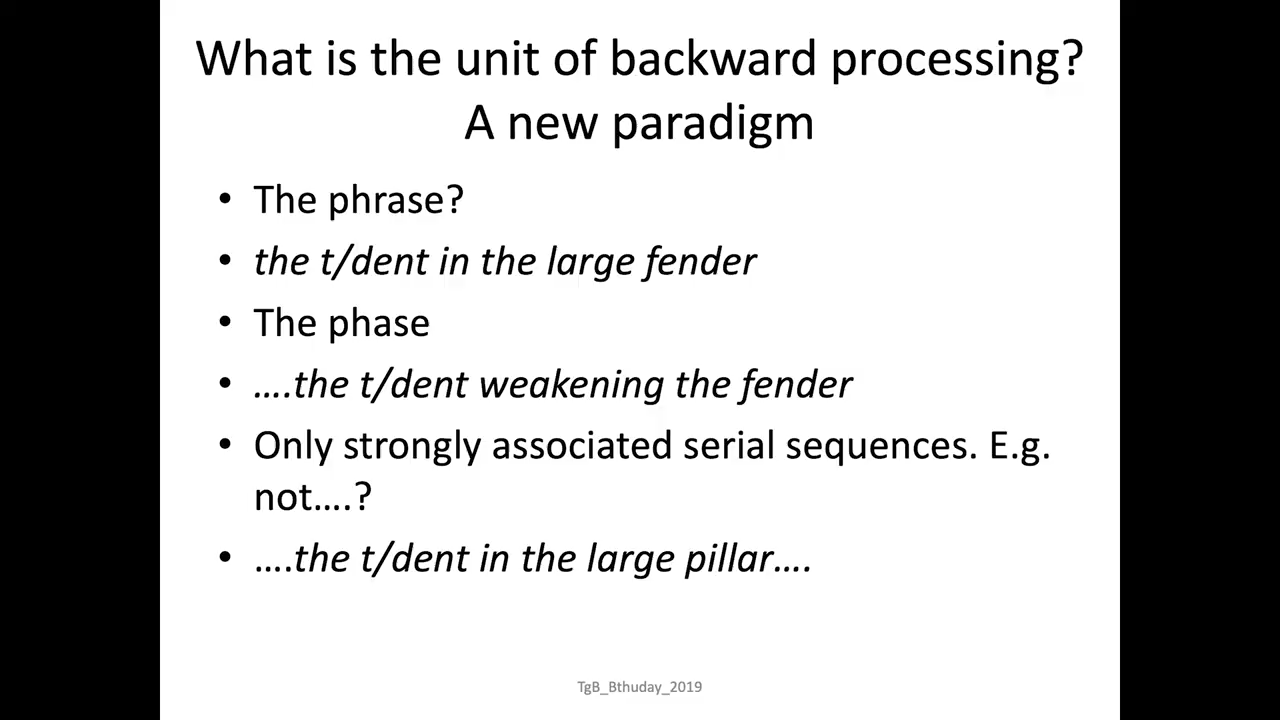 What is the unit of backward processing?
A new paradigm
• The phrase?
• the t/dent in the large fender
• The phase
• ….the t/dent weakening the fender
• Only strongly associated serial sequences. E.g.
not….?
• ….the t/dent in the large pillar….
TgB_Bthuday_2019